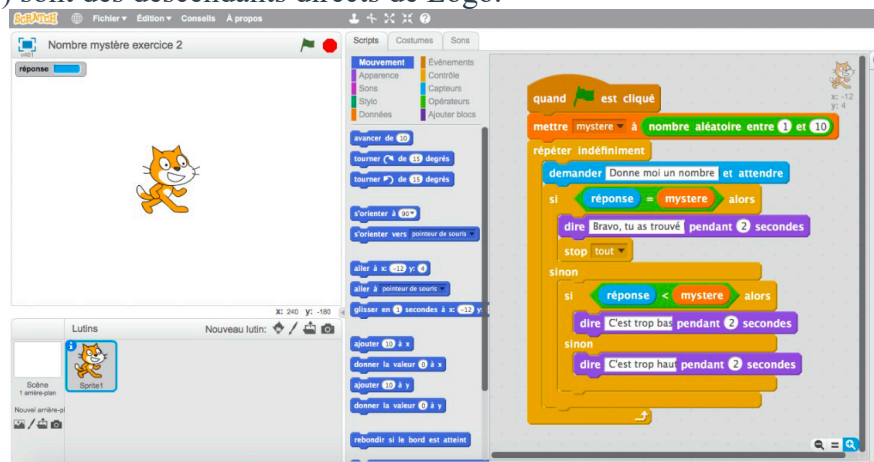 ) sont des descendants directs de Logo.
SCRATCH Fichier Édition Conseils À propos
Nombre mystère exercice 2
v461
réponse
X: 240 y: -180
Lutins Nouveau lutin:
Scène
1 arrière-plan
Sprite1
Nouvel arrière-pl
Scripts Costumes Sons
Mouvement Événements
Apparence Contrôle
Sons Capteurs
Stylo Opérateurs
Données Ajouter blocs
avancer de 10
tourner de 15 degrés
tourner de 15 degrés
s'orienter à 90
s'orienter vers pointeur de souris
aller à x: -12 y: 4
aller à pointeur de souris
glisser en 1 secondes à x: -12 y:
ajouter 10 à x
donner la valeur 0 à x
ajouter 10 à y
donner la valeur 0 à y
rebondir si le bord est atteint
x: -12
y: 4
quand est cliqué
mettre mystere à nombre aléatoire entre 1 et 10
répéter indéfiniment
demander Donne moi un nombre et attendre
si réponse = mystere alors
dire Bravo, tu as trouvé pendant 2 secondes
stop tout
sinon
si réponse < mystere alors
dire C'est trop bas pendant 2 secondes
sinon
dire C'est trop haut pendant 2 secondes